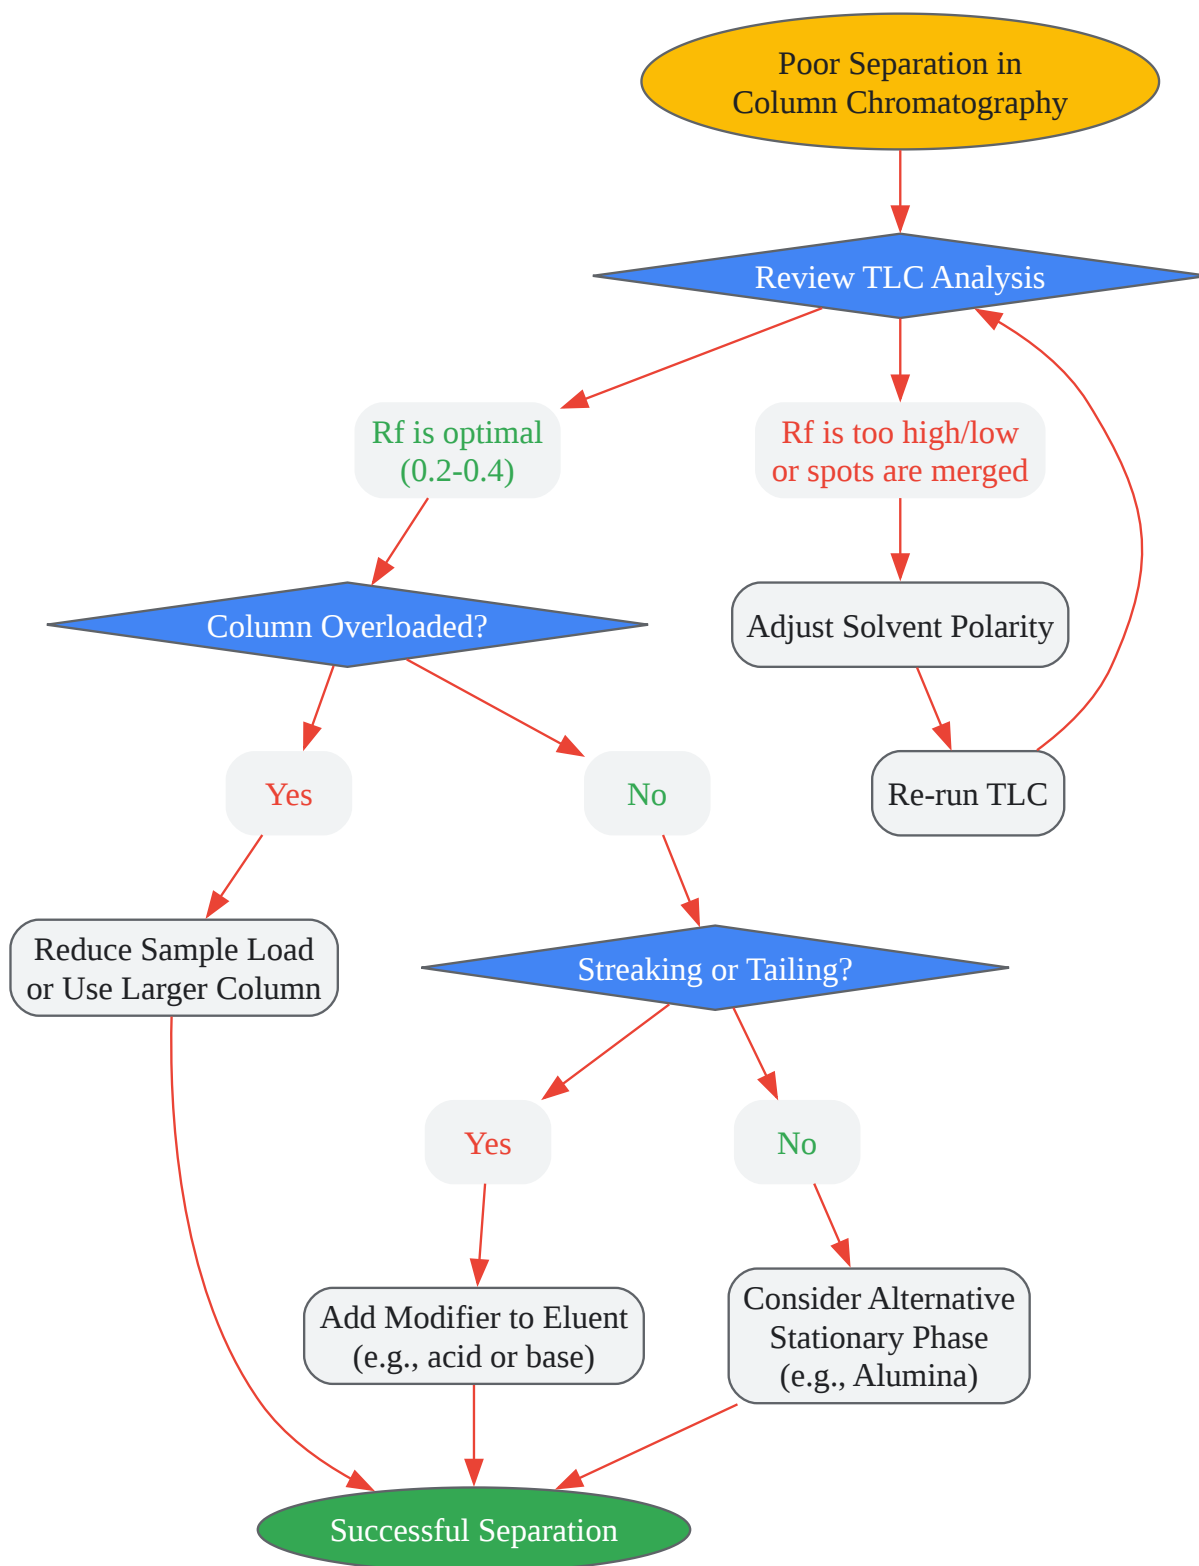 Poor Separation in
Column Chromatography
Review TLC Analysis
Rf is optimal
(0.2-0.4)
Rf is too high/low
or spots are merged
Column Overloaded?
Adjust Solvent Polarity
Yes
No
Re-run TLC
Reduce Sample Load
or Use Larger Column
Streaking or Tailing?
Yes
No
Add Modifier to Eluent
(e.g., acid or base)
Consider Alternative
Stationary Phase
(e.g., Alumina)
Successful Separation